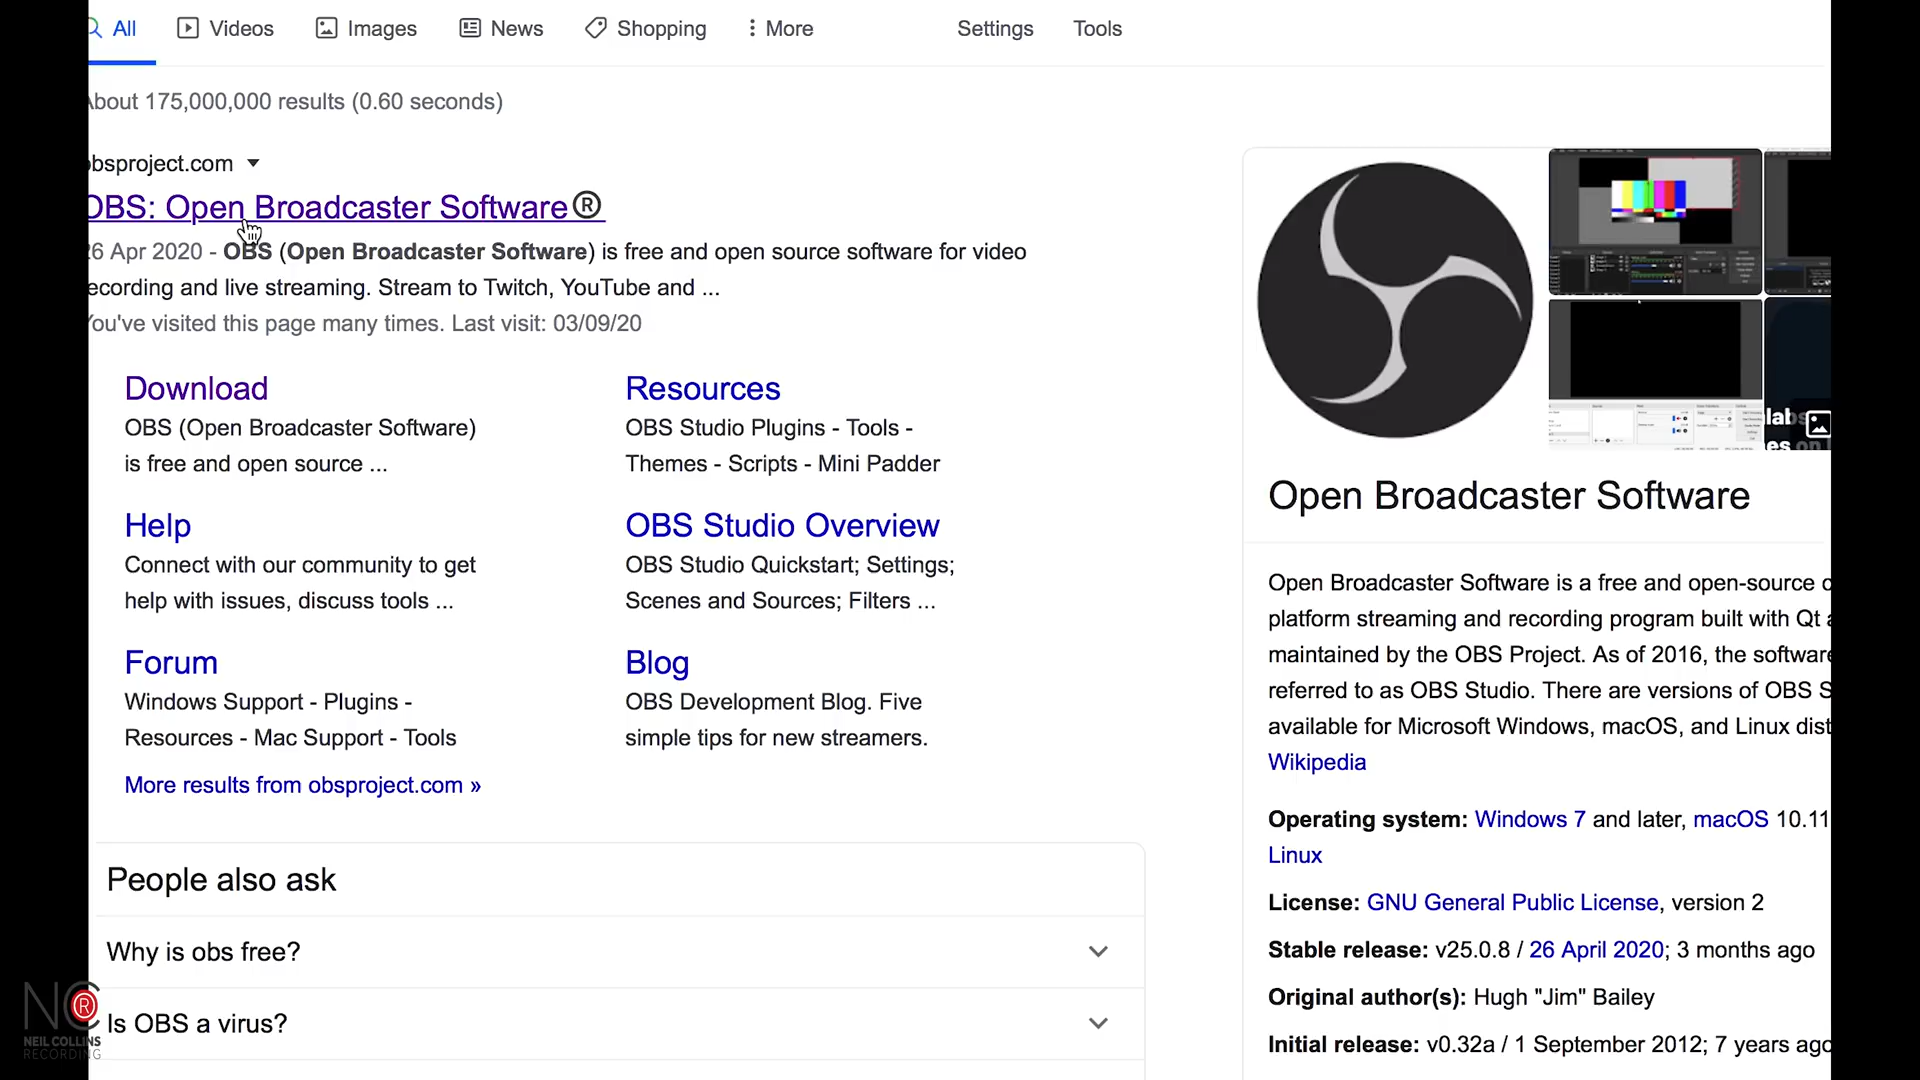 All Videos Images News Shopping More Settings Tools
About 175,000,000 results (0.60 seconds)
obsproject.com
OBS: Open Broadcaster Software®
26 Apr 2020 - OBS (Open Broadcaster Software) is free and open source software for video
recording and live streaming. Stream to Twitch, YouTube and ...
You've visited this page many times. Last visit: 03/09/20
Download
OBS (Open Broadcaster Software)
is free and open source ...
Resources
OBS Studio Plugins - Tools -
Themes - Scripts - Mini Padder
Help
Connect with our community to get
help with issues, discuss tools ...
OBS Studio Overview
OBS Studio Quickstart; Settings;
Scenes and Sources; Filters ...
Forum
Windows Support - Plugins -
Resources - Mac Support - Tools
Blog
OBS Development Blog. Five
simple tips for new streamers.
More results from obsproject.com »
People also ask
Why is obs free?
Is OBS a virus?
Open Broadcaster Software
Open Broadcaster Software is a free and open-source
platform streaming and recording program built with Qt
maintained by the OBS Project. As of 2016, the software
referred to as OBS Studio. There are versions of OBS S
available for Microsoft Windows, macOS, and Linux dist
Wikipedia
Operating system: Windows 7 and later, macOS 10.11
Linux
License: GNU General Public License, version 2
Stable release: v25.0.8 / 26 April 2020; 3 months ago
Original author(s): Hugh "Jim" Bailey
Initial release: v0.32a / 1 September 2012; 7 years ago
NC®
NEIL COLLINS
RECORDING